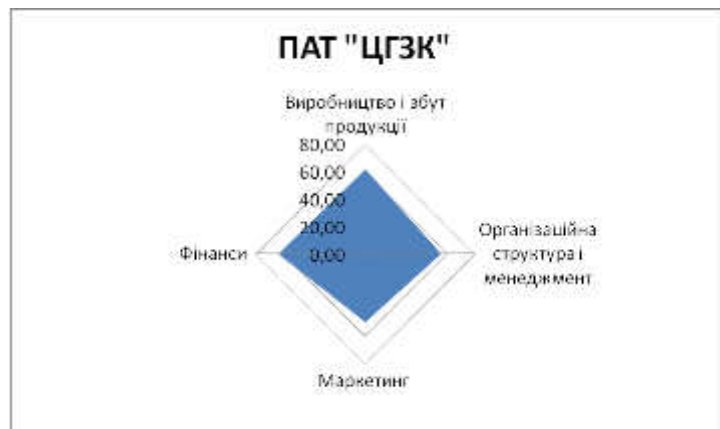 ПАТ "ЦГЗК"
Виробництво і збут
продукції
80,00
60,00
40,00
20,00
0,00
Організаційна
структура і
менеджмент
Маркетинг
Фінанси